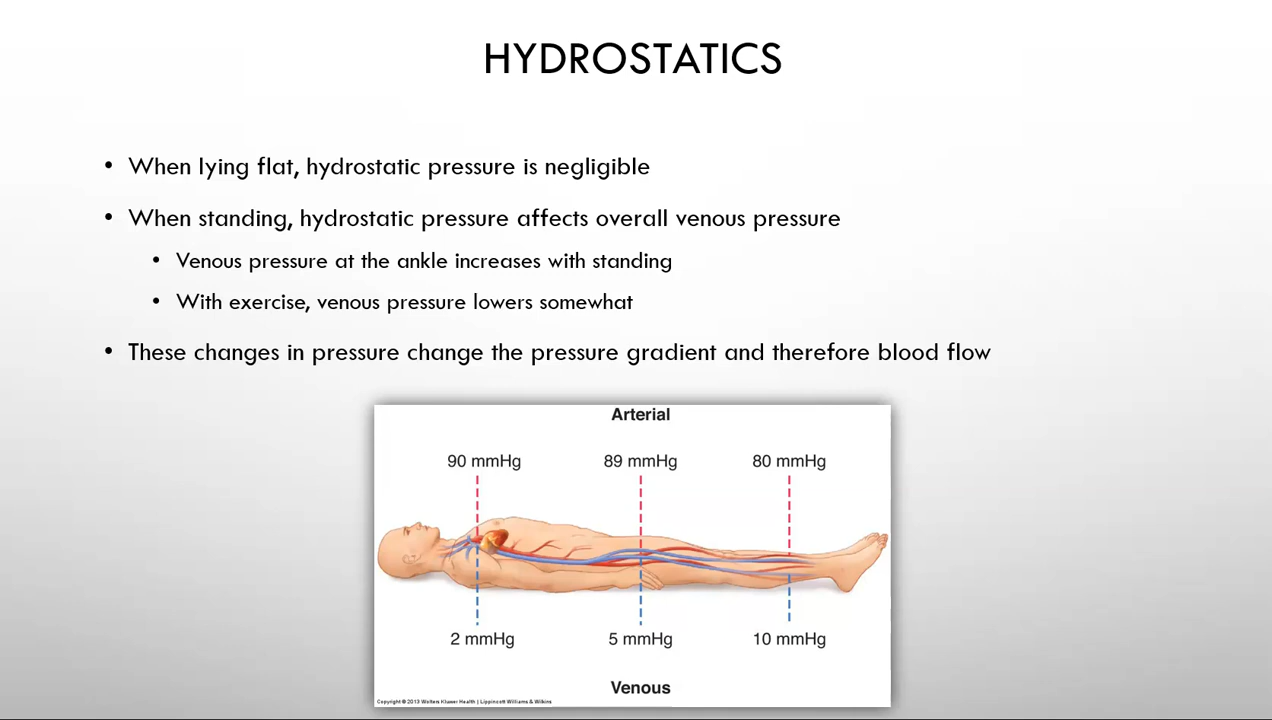 HYDROSTATICS
• When lying flat, hydrostatic pressure is negligible
• When standing, hydrostatic pressure affects overall venous pressure
• Venous pressure at the ankle increases with standing
• With exercise, venous pressure lowers somewhat
• These changes in pressure change the pressure gradient and therefore blood flow
Arterial
90 mmHg 89 mmHg 80 mmHg
2 mmHg 5 mmHg 10 mmHg
Venous
Copyright © 2013 Wolters Kluwer Health | Lippincott Williams & Wilkins